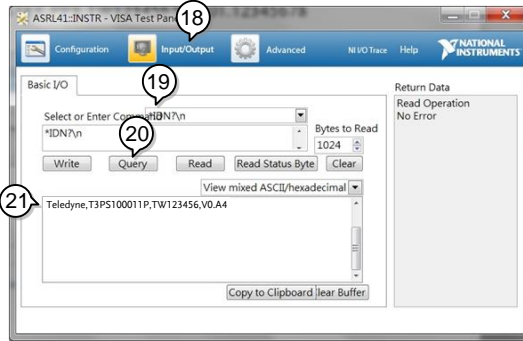 ASRL41::INSTR - VISA Test Pan
18
Configuration
Input/Output
Advanced
NI I/O Trace
Help
NATIONAL
INSTRUMENTS
Basic I/O
19
Select or Enter Command
*IDN?\n
20
*IDN?\n
Bytes to Read
1024
Write
Query
Read
Read Status Byte
Clear
View mixed ASCII/hexadecimal
21
Teledyne,T3PS100011P,TW123456,V0.A4
Copy to Clipboard
lear Buffer
Return Data
Read Operation
No Error